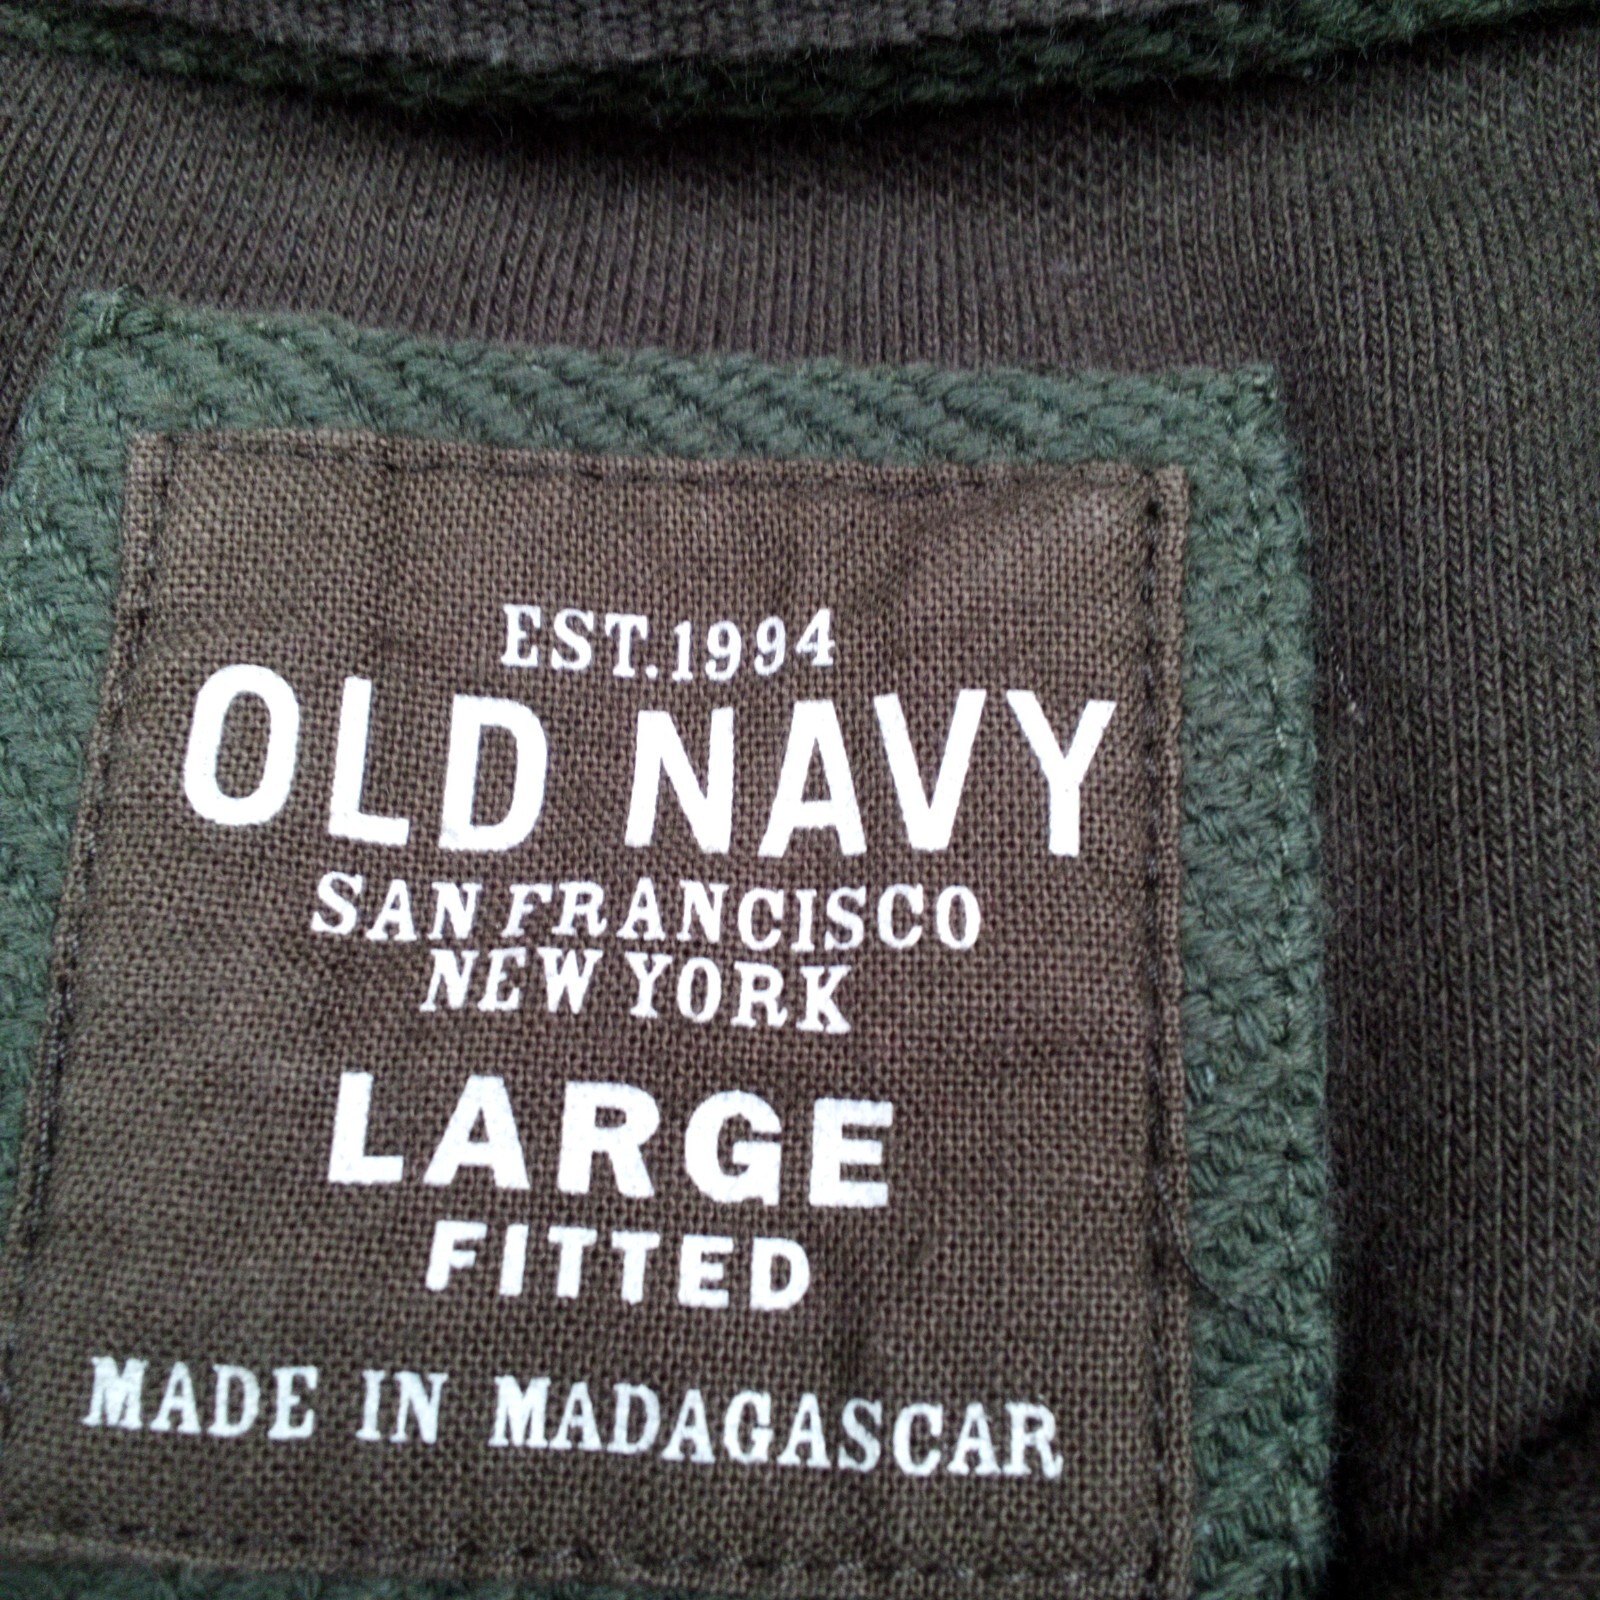 EST.1994
OLD NAVY
SAN FRANCISCO
NEW YORK
LARGE
FITTED
MADE IN MADAGASCAR